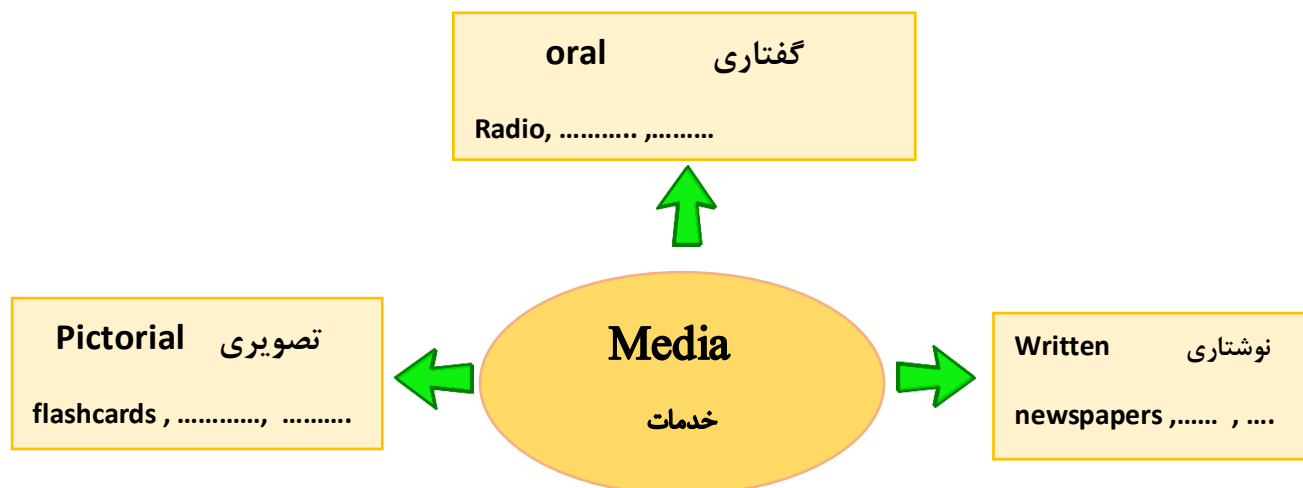 oral گفتاری
Radio, ……….. ,………
Pictorial تصویری
flashcards , …………, ……….
Media
خدمات
Written نوشتاری
newspapers ,…… , ….